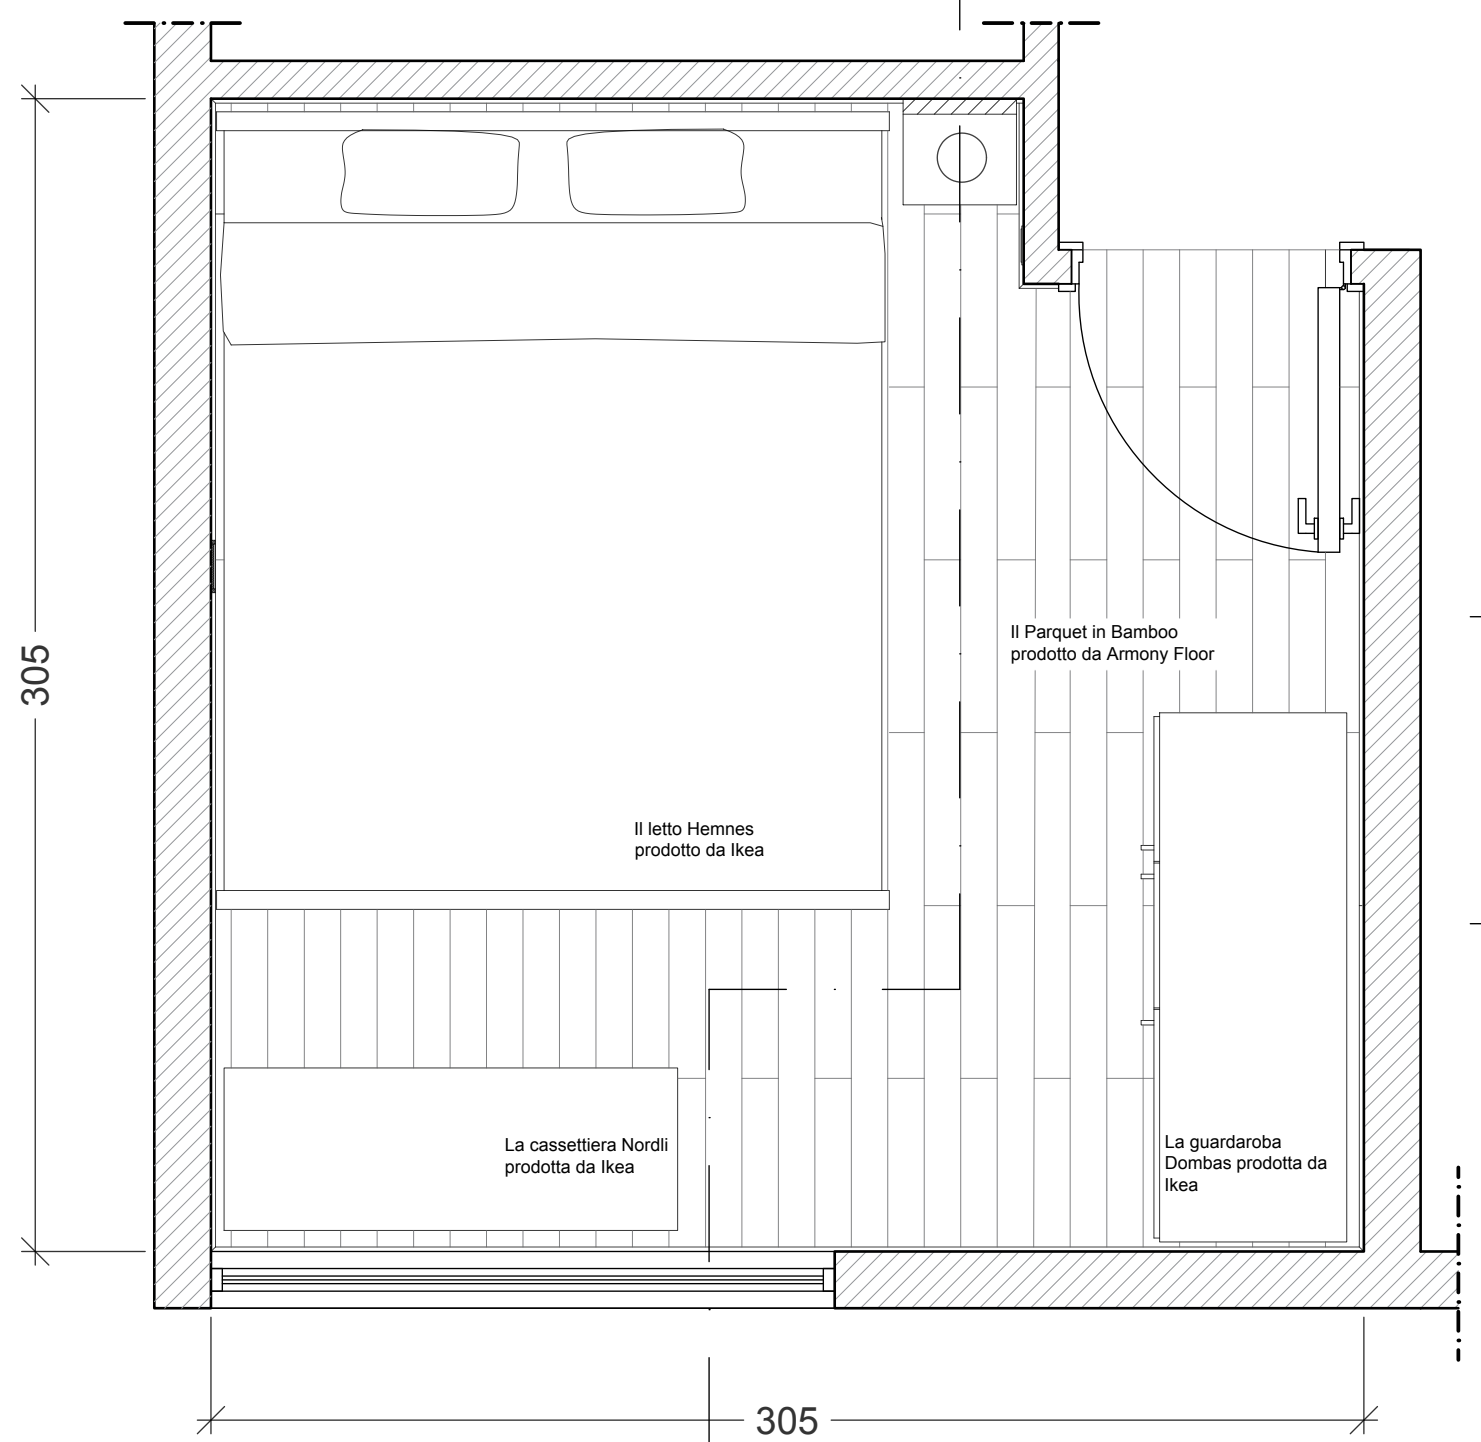 305
Il Parquet in Bamboo
prodotto da Armony Floor
Il letto Hemnes
prodotto da Ikea
La cassettiera Nordli
prodotta da Ikea
La guardaroba
Dombas prodotta da
Ikea
305